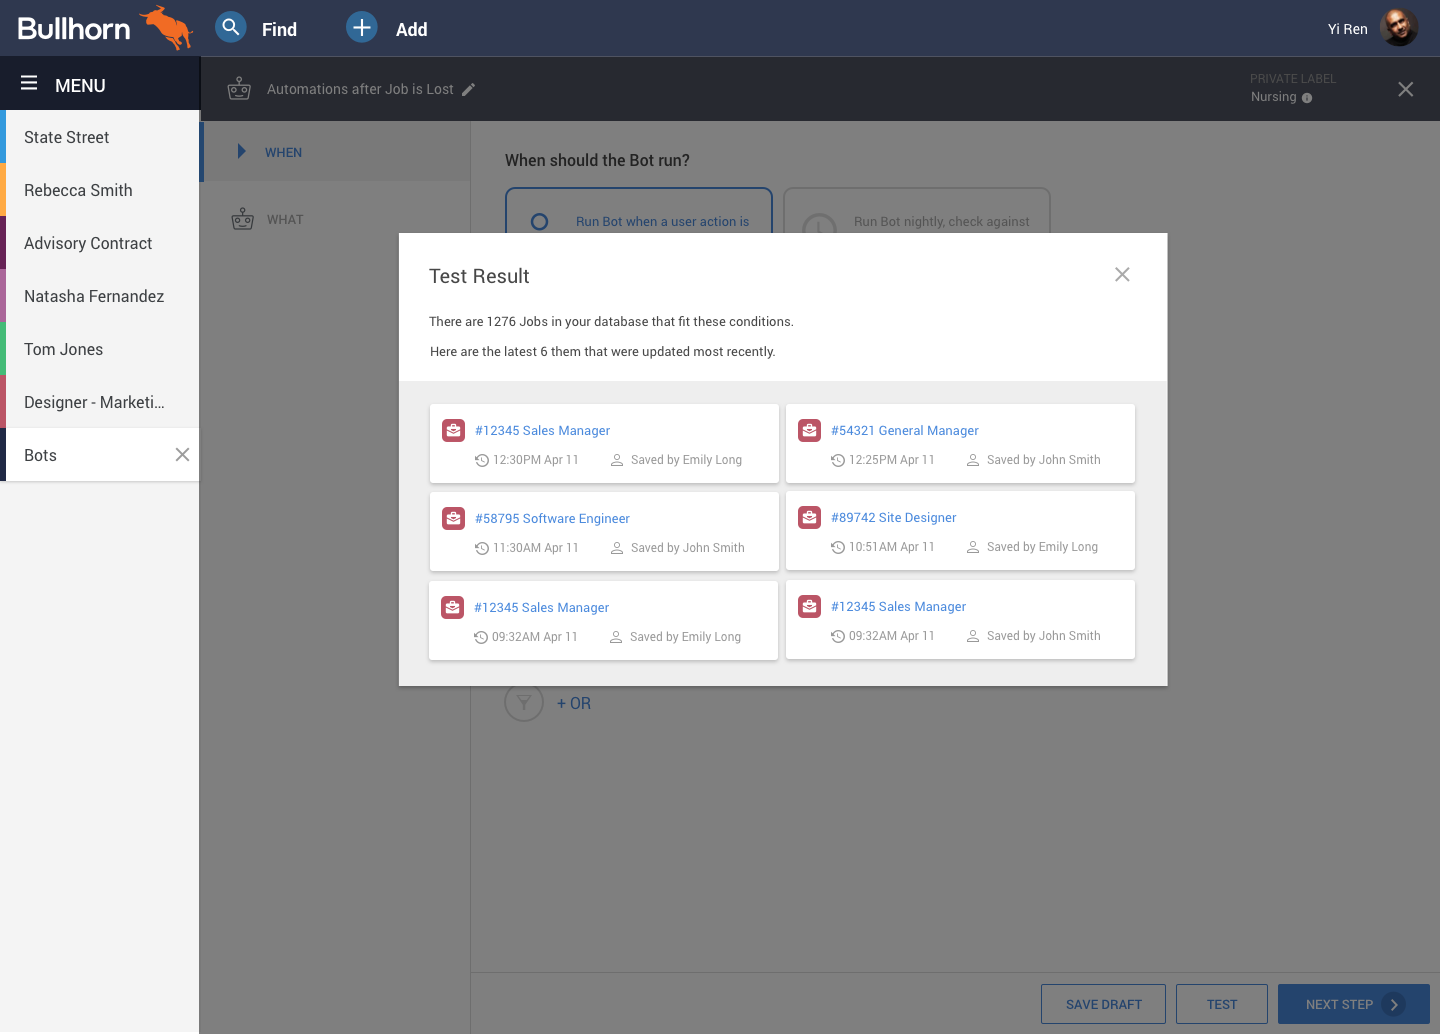 Bullhorn
Find
Add
Yi Ren
MENU
State Street
Rebecca Smith
Advisory Contract
Natasha Fernandez
Tom Jones
Designer - Marketi...
Bots
Automations after Job is Lost
PRIVATE LABEL
Nursing
WHEN
WHAT
When should the Bot run?
Run Bot when a user action is
Run Bot nightly, check against
Test Result
There are 1276 Jobs in your database that fit these conditions.
Here are the latest 6 them that were updated most recently.
#12345 Sales Manager
12:30PM Apr 11
Saved by Emily Long
#54321 General Manager
12:25PM Apr 11
Saved by John Smith
#58795 Software Engineer
11:30AM Apr 11
Saved by John Smith
#89742 Site Designer
10:51AM Apr 11
Saved by Emily Long
#12345 Sales Manager
09:32AM Apr 11
Saved by Emily Long
#12345 Sales Manager
09:32AM Apr 11
Saved by John Smith
+ OR
SAVE DRAFT
TEST
NEXT STEP